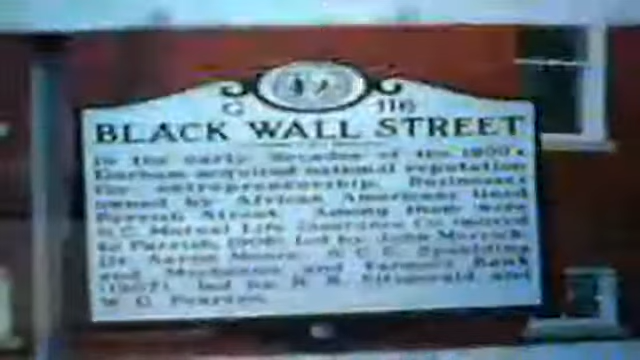 G 116
BLACK WALL STREET
In the early decades of the 1900's
Durham acquired national reputation
for entrepreneurship. Businesses
owned by African Americans lined
Parrish Street. Among them were
N.C. Mutual Life Insurance Co. moved
to Parrish, 1906, led by John Merrick,
Dr. Aaron Moore, & C.C. Spaulding
and Mechanics and Farmers Bank
(1907), led by R. B. Fitzgerald and
W. G. Pearson.